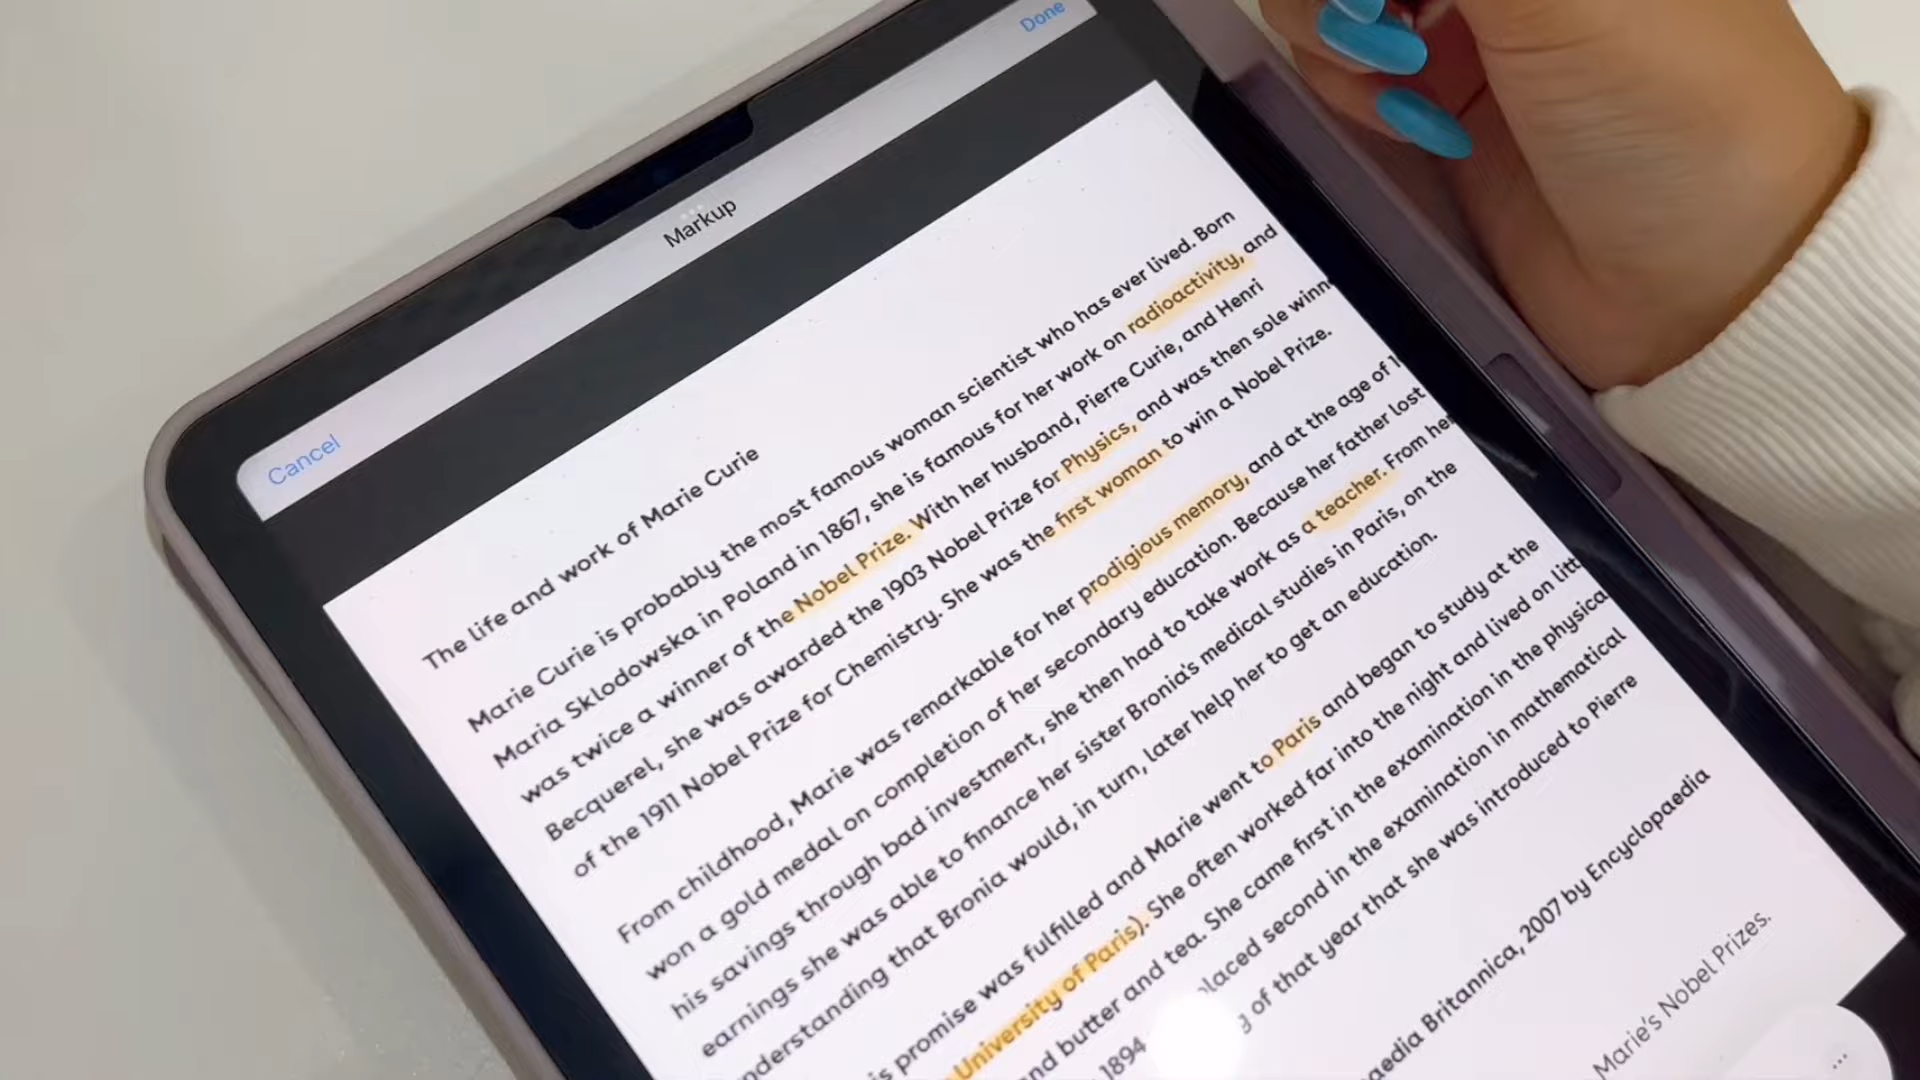 Done
Markup
Cancel
The life and work of Marie Curie
Marie Curie is probably the most famous woman scientist who has ever lived. Born
Maria Sklodowska in Poland in 1867, she is famous for her work on radioactivity, and
was twice a winner of the Nobel Prize. With her husband, Pierre Curie, and Henri
Becquerel, she was awarded the 1903 Nobel Prize for Physics, and was then sole
of the 1911 Nobel Prize for Chemistry. She was the first woman to win a Nobel Prize.
From childhood, Marie was remarkable for her prodigious memory, and at the age of
won a gold medal on completion of her secondary education. Because her father lost
his savings through bad investment, she then had to take work as a teacher. From her
earnings she was able to finance her sister Bronia's medical studies in Paris, on the
understanding that Bronia would, in turn, later help her to get an education.
promise was fulfilled and Marie went to Paris and began to study at the
University of Paris). She often worked far into the night and lived on
and butter and tea. She came first in the examination in the physical
1894 placed second in the examination in mathematical
of that year that she was introduced to Pierre
Britannica, 2007 by Encyclopaedia
Marie's Nobel Prizes.